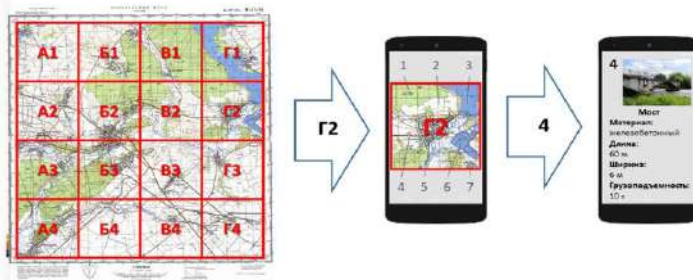 А1 Б1 В1 Г1
А2 Б2 В2 Г2
А3 Б3 В3 Г3
А4 Б4 В4 Г4
Г2
1 2 3
Г2
4 5 6 7
4
4
Мост
Материал:
железобетонный
Длина:
60 м
Ширина:
6 м
Грузоподъемность:
10 т